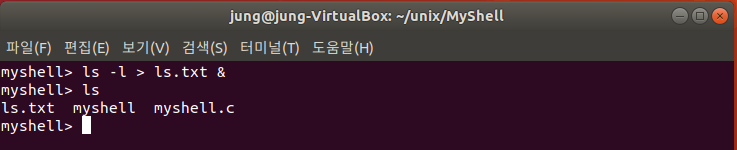 jung@jung-VirtualBox: ~/unix/MyShell
파일(F) 편집(E) 보기(V) 검색(S) 터미널(T) 도움말(H)
myshell> ls -l > ls.txt &
myshell> ls
ls.txt  myshell  myshell.c
myshell>